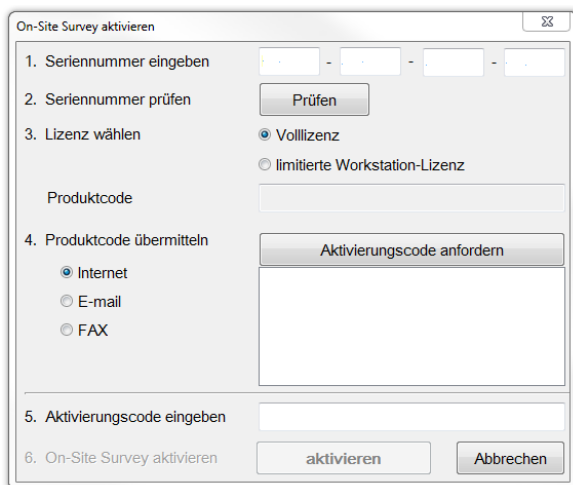 On-Site Survey aktivieren
1. Seriennummer eingeben - - -
2. Seriennummer prüfen Prüfen
3. Lizenz wählen Volllizenz
limitierte Workstation-Lizenz
Produktcode
4. Produktcode übermitteln Aktivierungscode anfordern
Internet
E-mail
FAX
5. Aktivierungscode eingeben
6. On-Site Survey aktivieren aktivieren Abbrechen